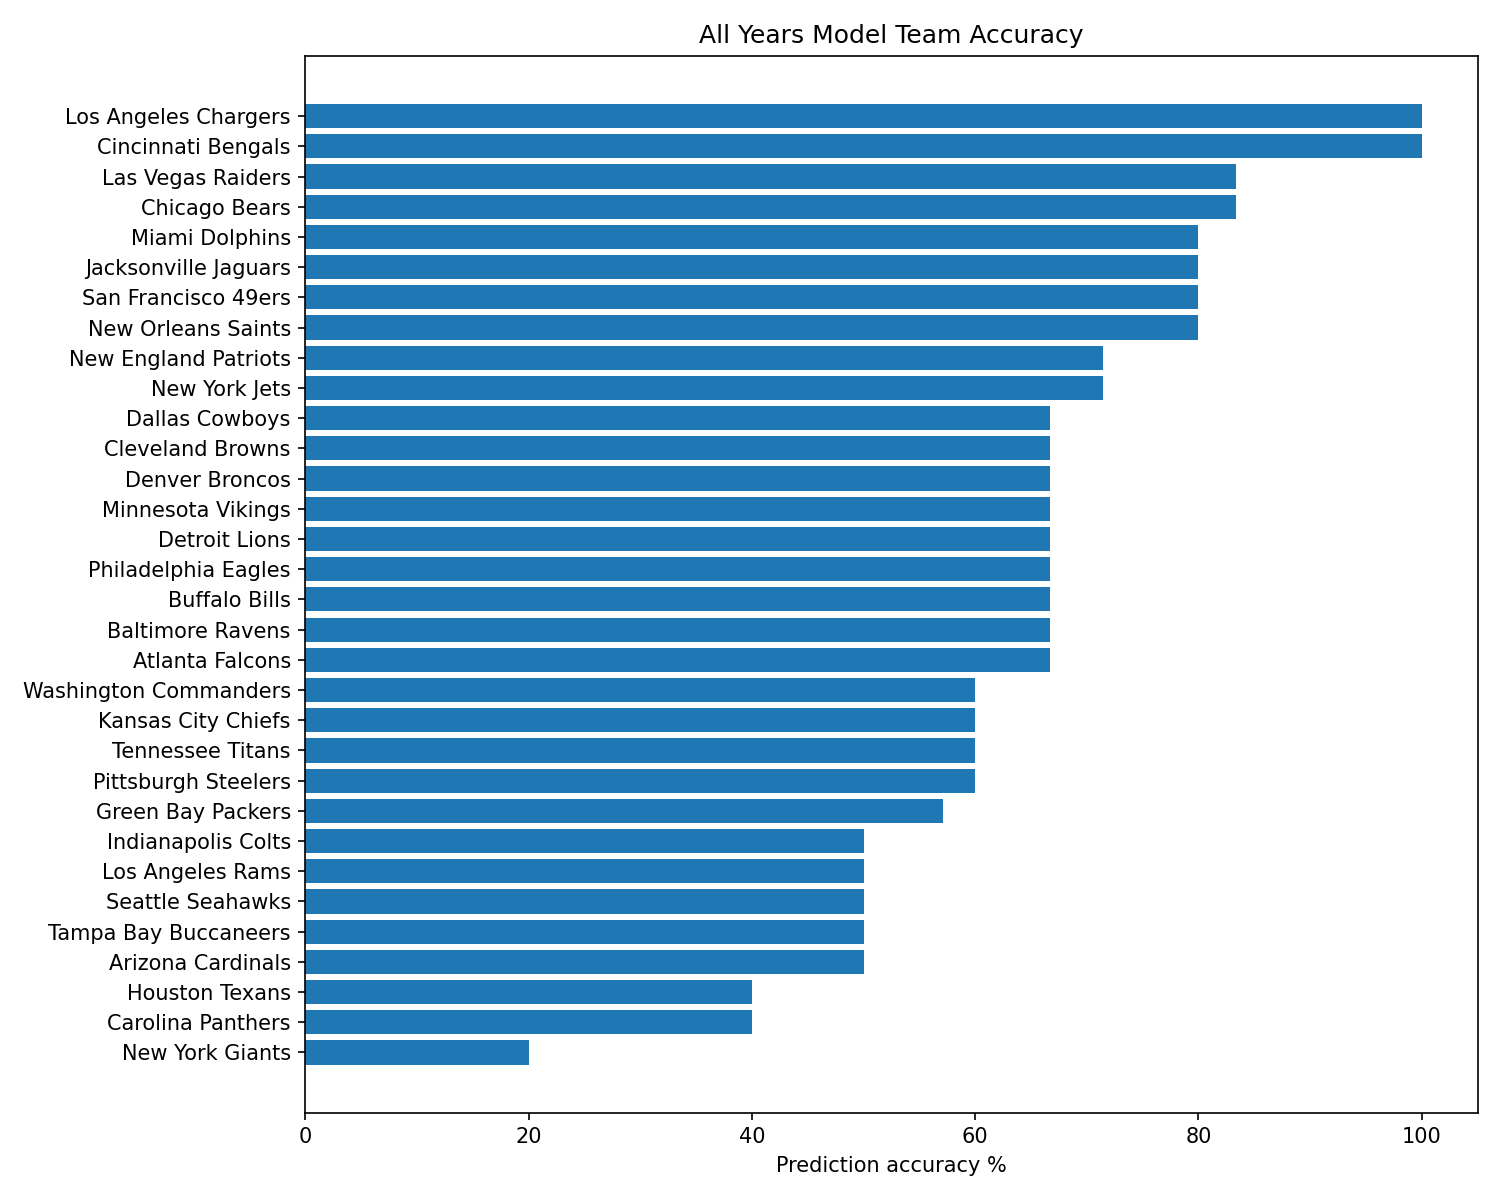 All Years Model Team Accuracy
Los Angeles Chargers
Cincinnati Bengals
Las Vegas Raiders
Chicago Bears
Miami Dolphins
Jacksonville Jaguars
San Francisco 49ers
New Orleans Saints
New England Patriots
New York Jets
Dallas Cowboys
Cleveland Browns
Denver Broncos
Minnesota Vikings
Detroit Lions
Philadelphia Eagles
Buffalo Bills
Baltimore Ravens
Atlanta Falcons
Washington Commanders
Kansas City Chiefs
Tennessee Titans
Pittsburgh Steelers
Green Bay Packers
Indianapolis Colts
Los Angeles Rams
Seattle Seahawks
Tampa Bay Buccaneers
Arizona Cardinals
Houston Texans
Carolina Panthers
New York Giants
0 20 40 60 80 100
Prediction accuracy %